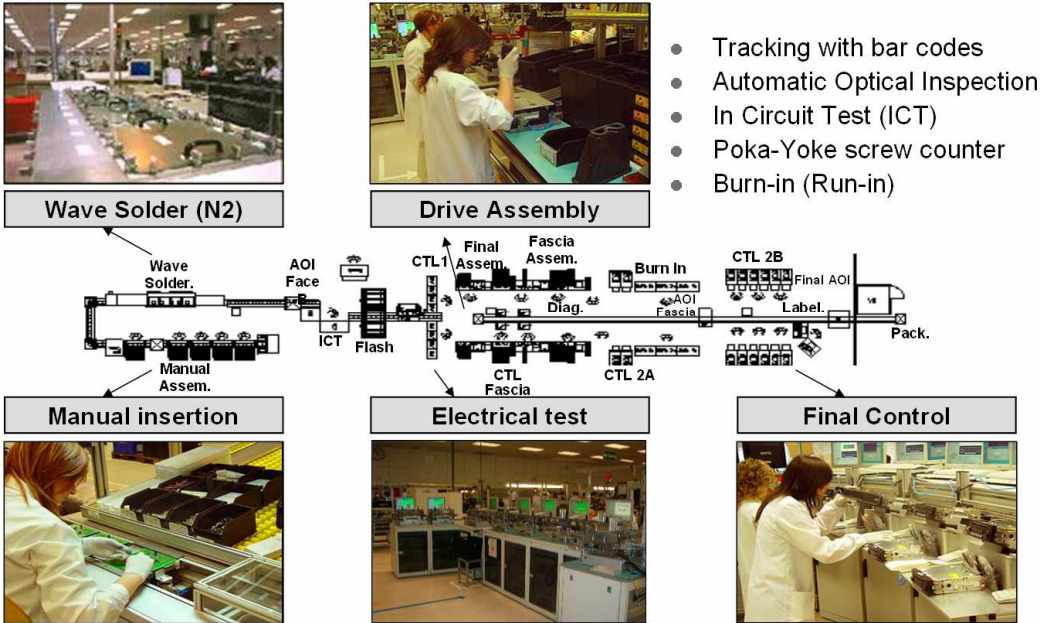 Tracking with bar codes
Automatic Optical Inspection
In Circuit Test (ICT)
Poka-Yoke screw counter
Burn-in (Run-in)
Wave Solder (N2)
Drive Assembly
Wave
Solder.
AOI
Face
B
ICT
Flash
CTL1
Final
Assem.
Fascia
Assem.
Diag.
Burn In
AOI
Fascia
CTL 2B
Final AOI
Label.
Pack.
Manual
Assem.
CTL
Fascia
CTL 2A
Manual insertion
Electrical test
Final Control